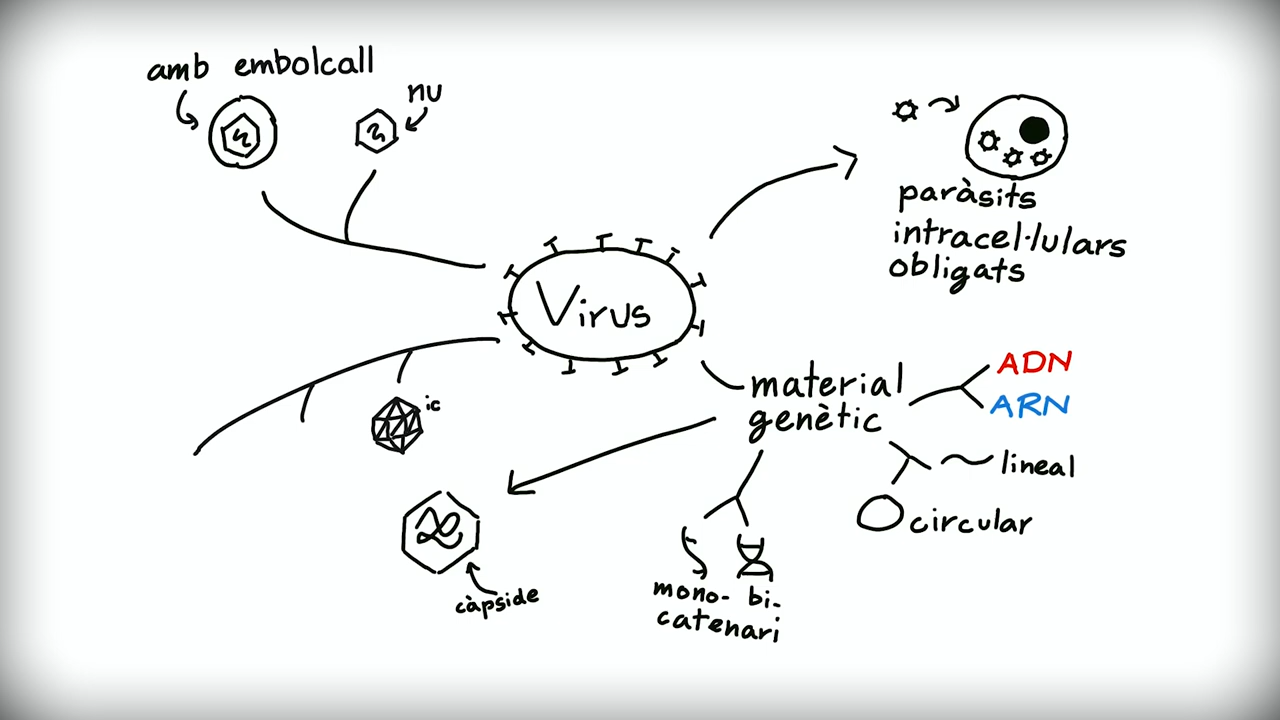 amb embolcall
nu
Virus
paràsits
intracel·lulars
obligats
material
genètic
ADN
ARN
lineal
circular
mono- bi-
catenari
càpside
ic